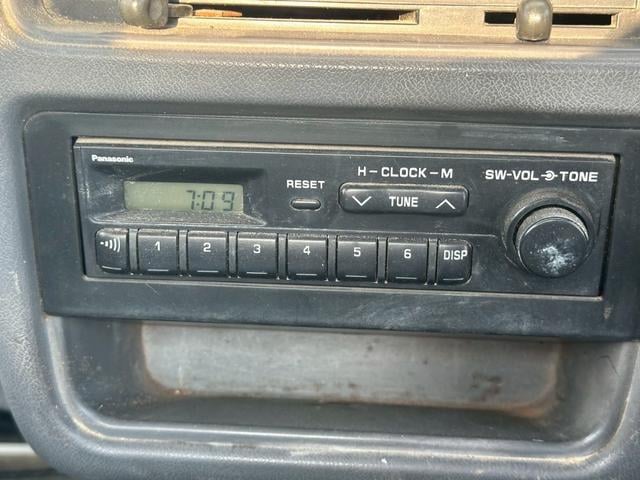 Panasonic
7:09
RESET
H-CLOCK-M
TUNE
SW-VOL TONE
1 2 3 4 5 6 DISP